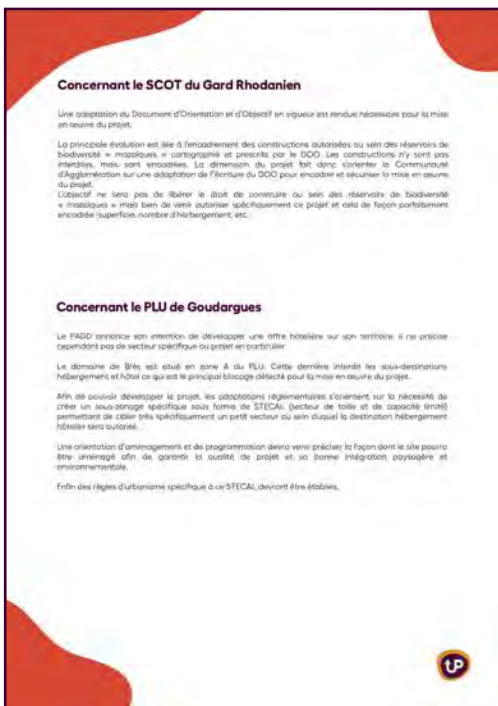 Concernant le SCOT du Gard Rhodanien
Une adaptation du Document d'Orientation et d'Objectif en vigueur est rendue nécessaire pour la mise
en œuvre du projet.
La principale évolution est liée à l'encadrement des constructions autorisées au sein des réservoirs de
biodiversité « mozaïques » cartographié et prescrits par le DOO. Les constructions n'y sont pas
interdites, mais sont encadrées. La dimension du projet fait donc s'orienter la Communauté
d'Agglomération sur une adaptation de l'écriture du DOO pour encadrer et sécuriser la mise en œuvre
du projet.
L'objectif ne sera pas de libérer le droit de construire au sein des réservoirs de biodiversité
« mozaïques » mais bien de venir autoriser spécifiquement ce projet et cela de façon parfaitement
encadrée (superficie, nombre d'hébergement, etc.
Concernant le PLU de Goudargues
Le PADD annonce son intention de développer une offre hôtelière sur son territoire, il ne précise
cependant pas de secteur spécifique ou projet en particulier
Le domaine de Brès est situé en zone A du PLU. Cette dernière interdit les sous-destinations
hébergement et hôtel ce qui est le principal blocage détecté pour la mise en œuvre du projet.
Afin de pouvoir développer le projet, les adaptations réglementaires s'orientent sur la nécessité de
créer un sous-zonage spécifique sous forme de STECAL (secteur de taille et de capacité limité)
permettant de cibler très spécifiquement un petit secteur au sein duquel la destination hébergement
hôtelier sera autorisé.
Une orientation d'aménagement et de programmation devra venir préciser la façon dont le site pourra
être aménagé afin de garantir la qualité de projet et sa bonne intégration paysagère et
environnementale.
Enfin des règles d'urbanisme spécifique à ce STECAL devront être établies.
UP